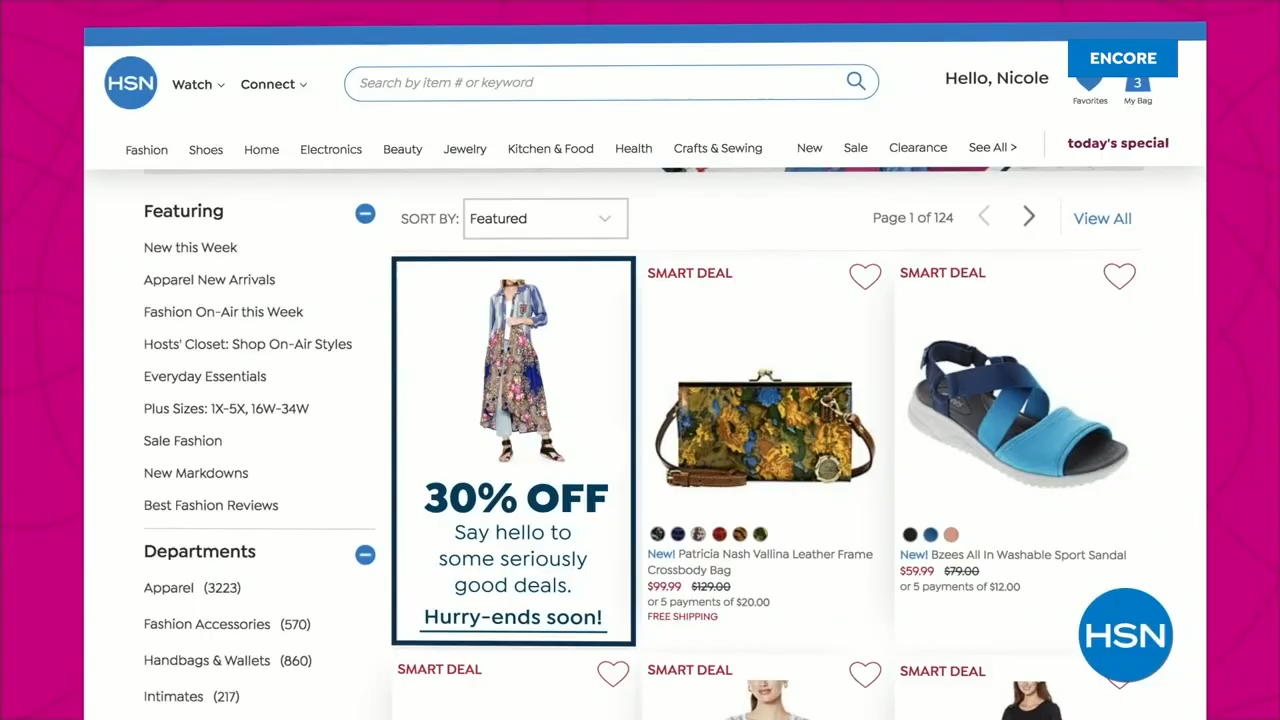 ENCORE
HSN
Watch
Connect
Search by item # or keyword
Hello, Nicole
3
Favorites
My Bag
Fashion
Shoes
Home
Electronics
Beauty
Jewelry
Kitchen & Food
Health
Crafts & Sewing
New
Sale
Clearance
See All >
today's special
Featuring
New this Week
Apparel New Arrivals
Fashion On-Air this Week
Hosts' Closet: Shop On-Air Styles
Everyday Essentials
Plus Sizes: 1X-5X, 16W-34W
Sale Fashion
New Markdowns
Best Fashion Reviews
Departments
Apparel (3223)
Fashion Accessories (570)
Handbags & Wallets (860)
Intimates (217)
SORT BY: Featured
Page 1 of 124
View All
30% OFF
Say hello to
some seriously
good deals.
Hurry-ends soon!
SMART DEAL
New! Patricia Nash Vallina Leather Frame
Crossbody Bag
$99.99 $129.00
or 5 payments of $20.00
FREE SHIPPING
SMART DEAL
New! Bzees All In Washable Sport Sandal
$59.99 $79.00
or 5 payments of $12.00
SMART DEAL
SMART DEAL
SMART DEAL
HSN